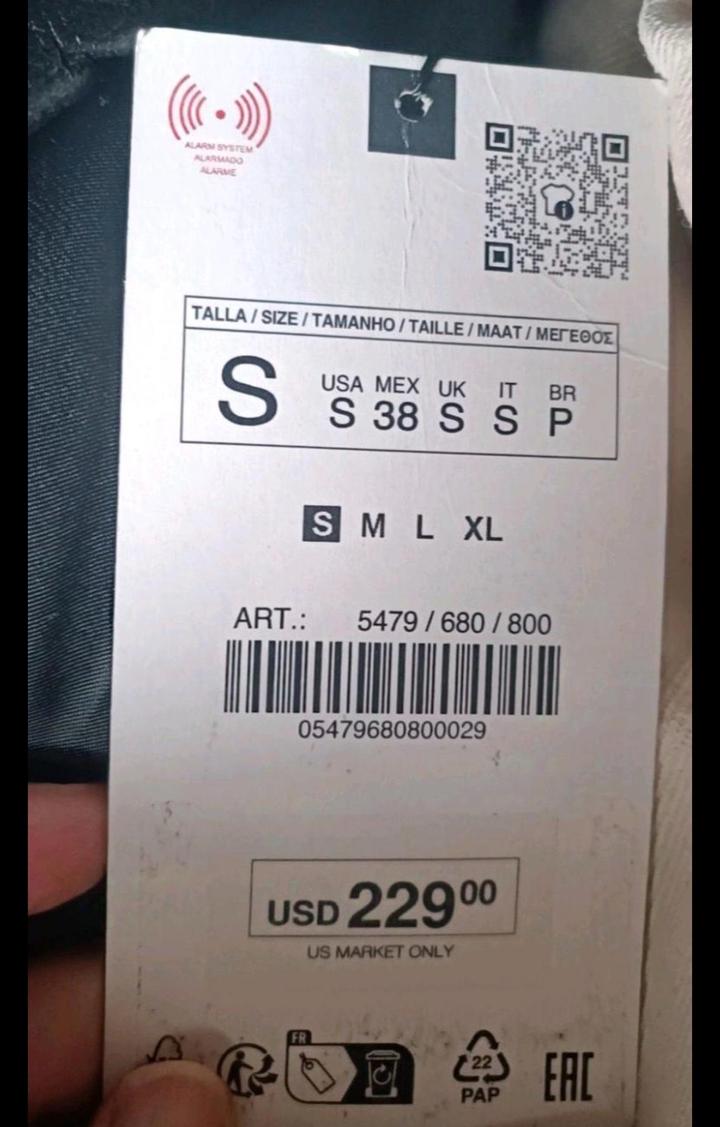 ALARM SYSTEM
ALARMADO
ALARME
TALLA / SIZE / TAMANHO / TAILLE / MAAT / ΜΕΓΕΘΟΣ
S
USA MEX UK IT BR
S 38 S S P
S M L XL
ART.: 5479 / 680 / 800
05479680800029
USD 229 00
US MARKET ONLY
FR
22
PAP
EAC